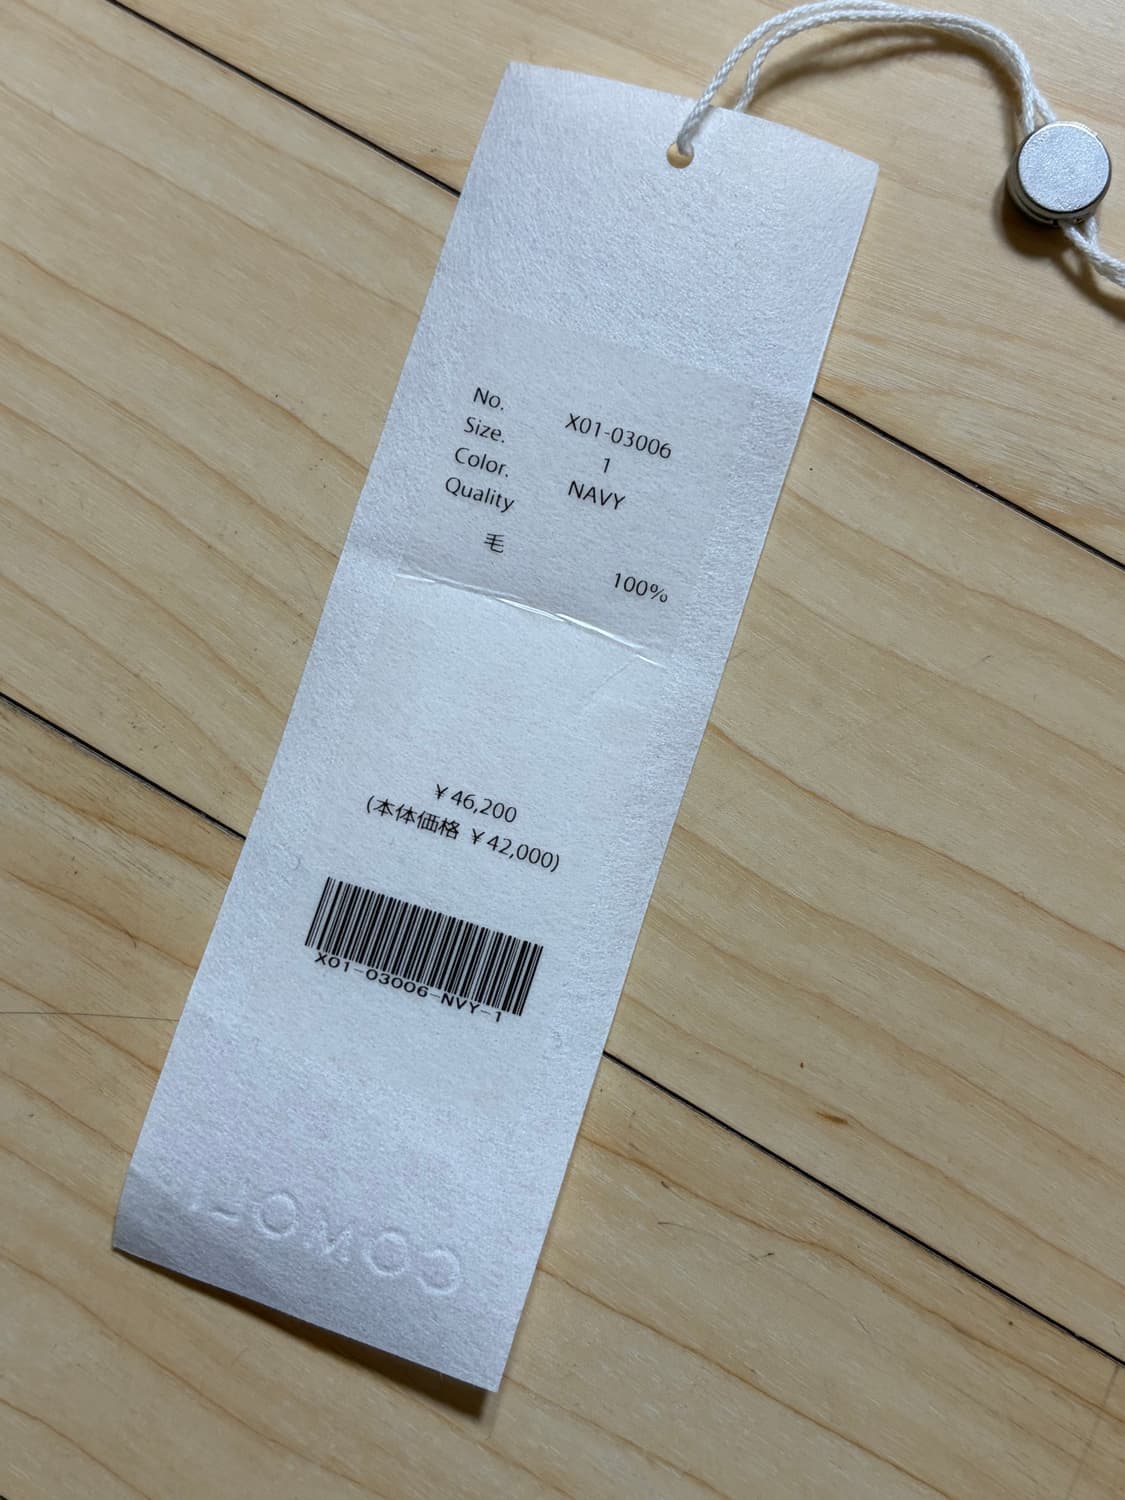 No. X01-03006
Size. 1
Color. NAVY
Quality
毛 100%
￥46,200
(本体価格 ￥42,000)
X01-03006-NVY-1
COMOLI